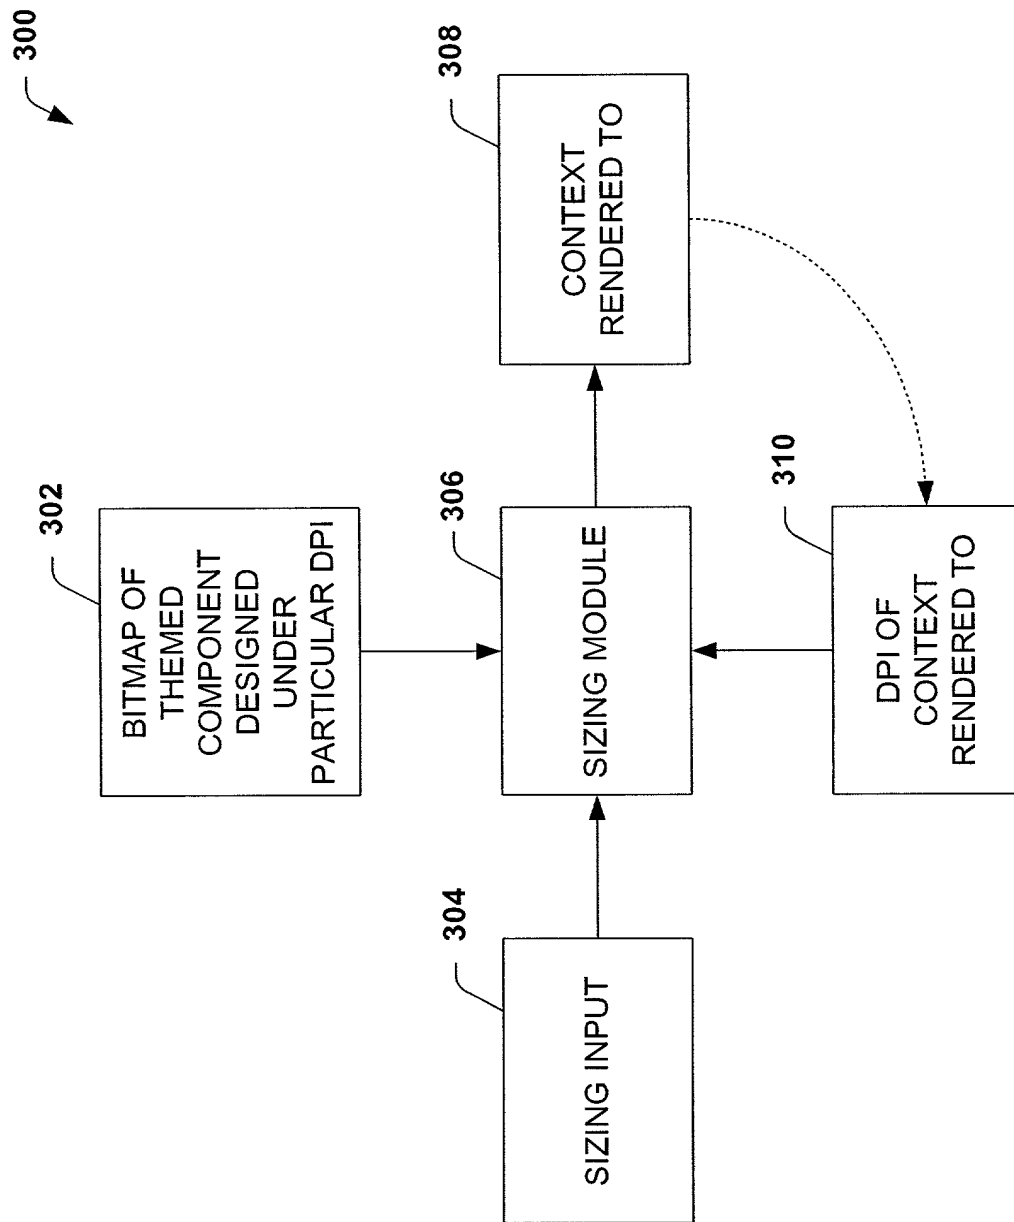 300
302
BITMAP OF
THEMED
COMPONENT
DESIGNED
UNDER
PARTICULAR DPI
304
SIZING INPUT
306
SIZING MODULE
308
CONTEXT
RENDERED TO
310
DPI OF
CONTEXT
RENDERED TO